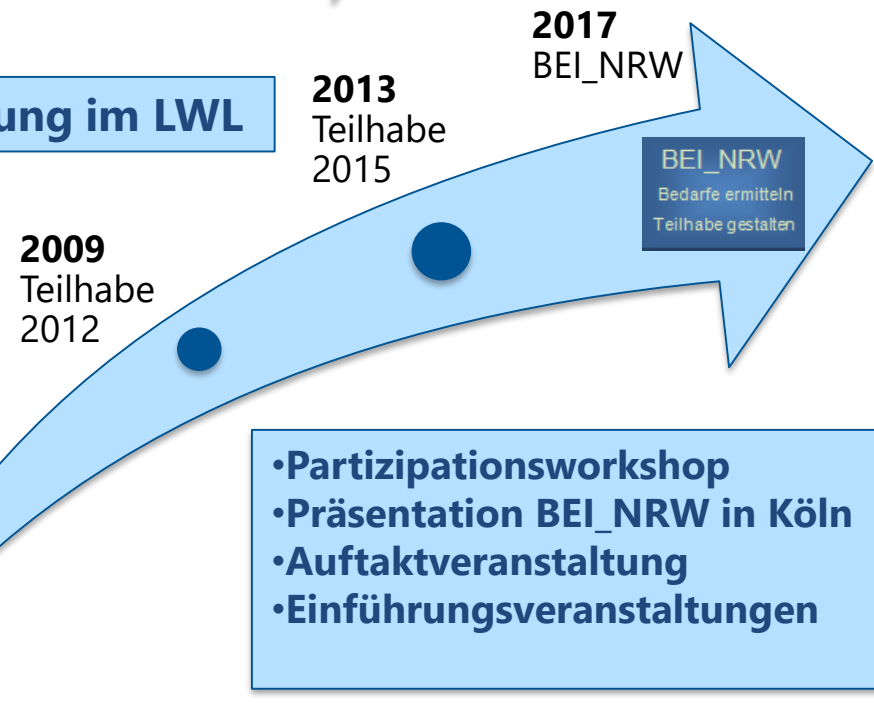 2017
BEI_NRW
ung im LWL
2013
Teilhabe
2015
BEI_NRW
Bedarfe ermitteln
Teilhabe gestalten
2009
Teilhabe
2012
•Partizipationsworkshop
•Präsentation BEI_NRW in Köln
•Auftaktveranstaltung
•Einführungsveranstaltungen